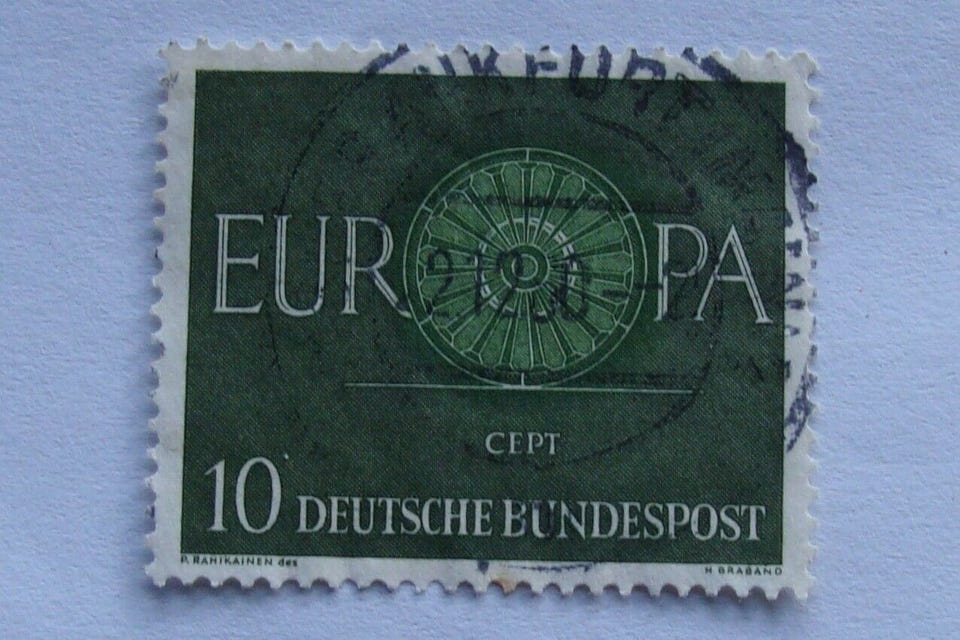 EUROPA
CEPT
10 DEUTSCHE BUNDESPOST
P. RAHIKAINEN des H. BRABAND